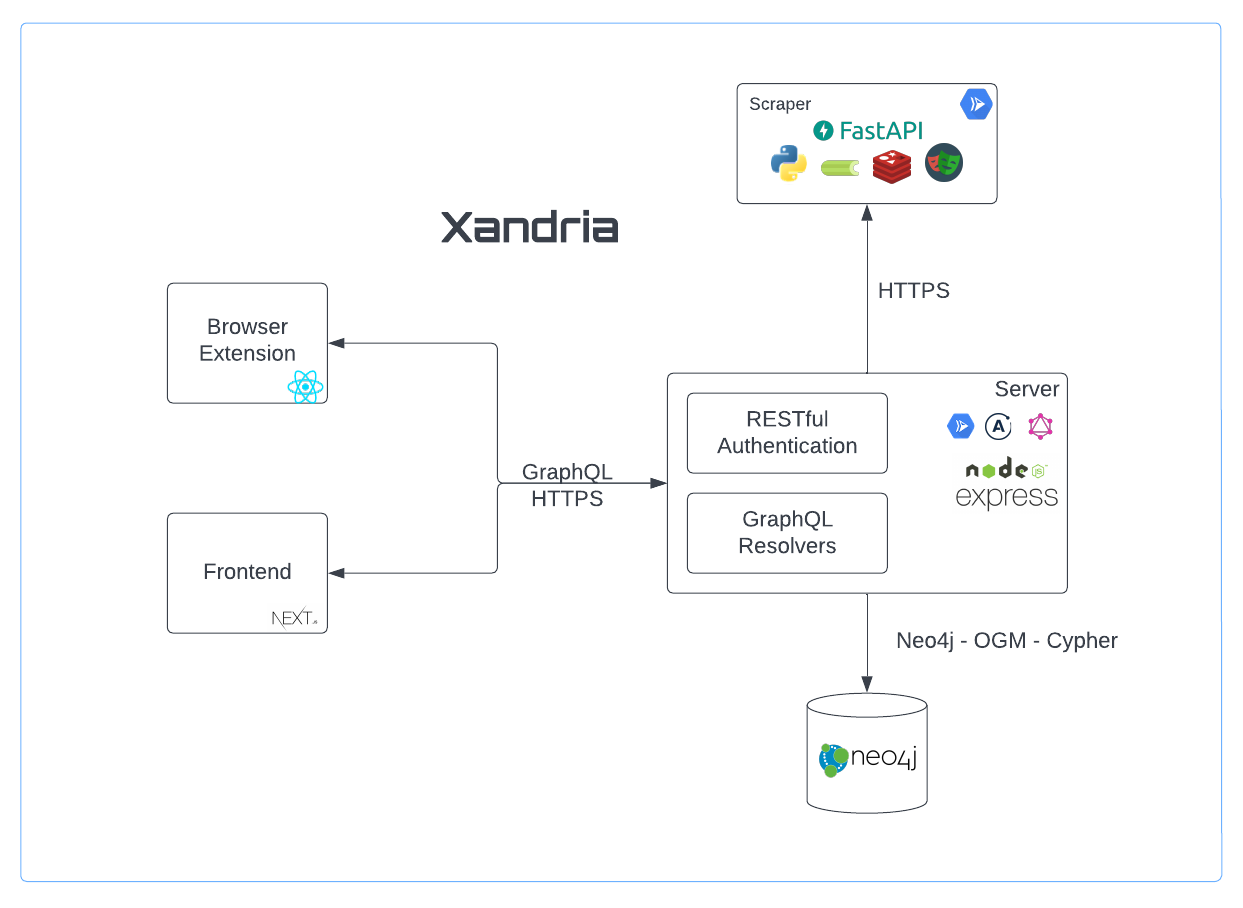 Scraper
FastAPI
Xandria
HTTPS
Browser
Extension
Server
RESTful
Authentication
A
node
JS
express
GraphQL
HTTPS
GraphQL
Resolvers
Frontend
NEXT.JS
Neo4j - OGM - Cypher
neo4j